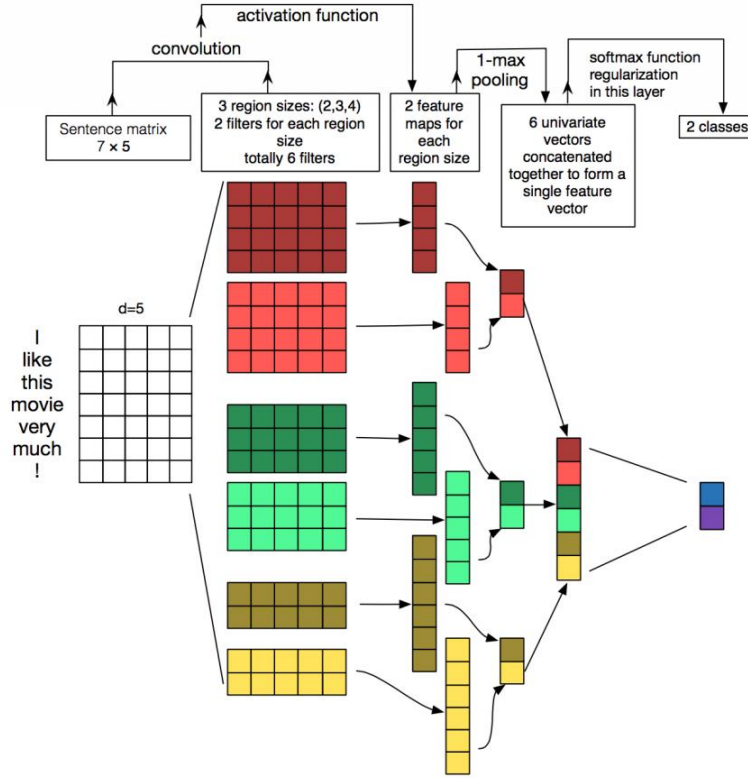 activation function
convolution
1-max
pooling
softmax function
regularization
in this layer
Sentence matrix
7 × 5
3 region sizes: (2,3,4)
2 filters for each region
size
totally 6 filters
2 feature
maps for
each
region size
6 univariate
vectors
concatenated
together to form a
single feature
vector
2 classes
d=5
I
like
this
movie
very
much
!